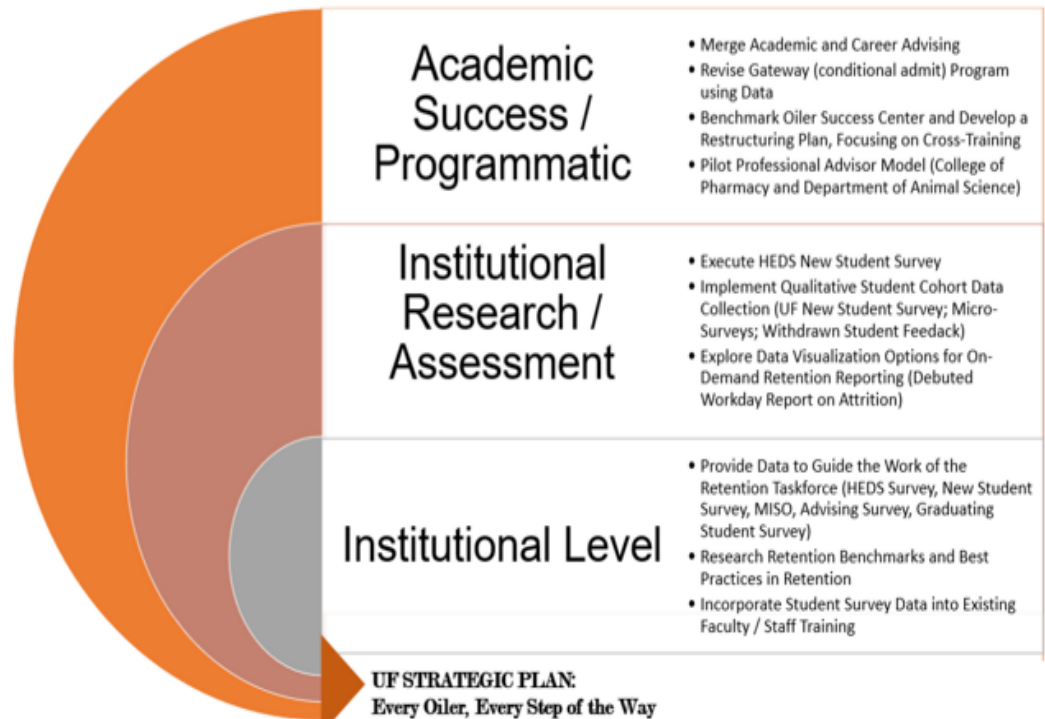 Academic
Success /
Programmatic
• Merge Academic and Career Advising
• Revise Gateway (conditional admit) Program
using Data
• Benchmark Oiler Success Center and Develop a
Restructuring Plan, Focusing on Cross-Training
• Pilot Professional Advisor Model (College of
Pharmacy and Department of Animal Science)
Institutional
Research /
Assessment
• Execute HEDS New Student Survey
• Implement Qualitative Student Cohort Data
Collection (UF New Student Survey; Micro-
Surveys; Withdrawn Student Feedack)
• Explore Data Visualization Options for On-
Demand Retention Reporting (Debuted
Workday Report on Attrition)
Institutional Level
• Provide Data to Guide the Work of the
Retention Taskforce (HEDS Survey, New Student
Survey, MISO, Advising Survey, Graduating
Student Survey)
• Research Retention Benchmarks and Best
Practices in Retention
• Incorporate Student Survey Data into Existing
Faculty / Staff Training
UF STRATEGIC PLAN:
Every Oiler, Every Step of the Way